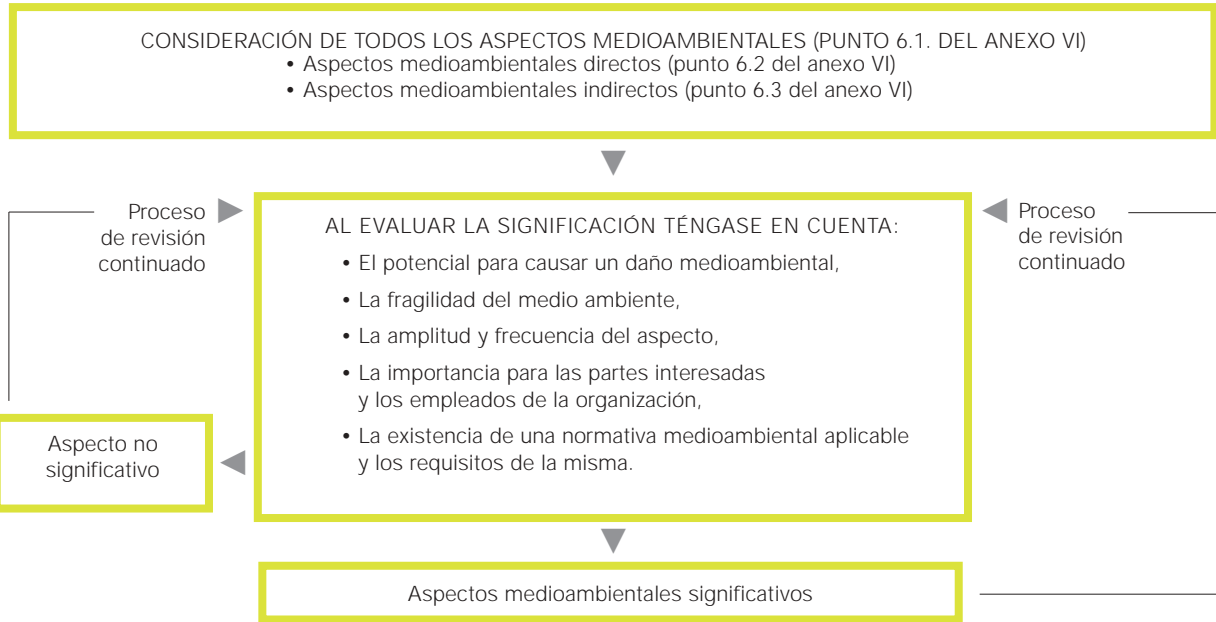 CONSIDERACIÓN DE TODOS LOS ASPECTOS MEDIOAMBIENTALES (PUNTO 6.1. DEL ANEXO VI)
• Aspectos medioambientales directos (punto 6.2 del anexo VI)
• Aspectos medioambientales indirectos (punto 6.3 del anexo VI)
Proceso
de revisión
continuado
AL EVALUAR LA SIGNIFICACIÓN TÉNGASE EN CUENTA:
• El potencial para causar un daño medioambiental,
• La fragilidad del medio ambiente,
• La amplitud y frecuencia del aspecto,
• La importancia para las partes interesadas
y los empleados de la organización,
• La existencia de una normativa medioambiental aplicable
y los requisitos de la misma.
Proceso
de revisión
continuado
Aspecto no
significativo
Aspectos medioambientales significativos